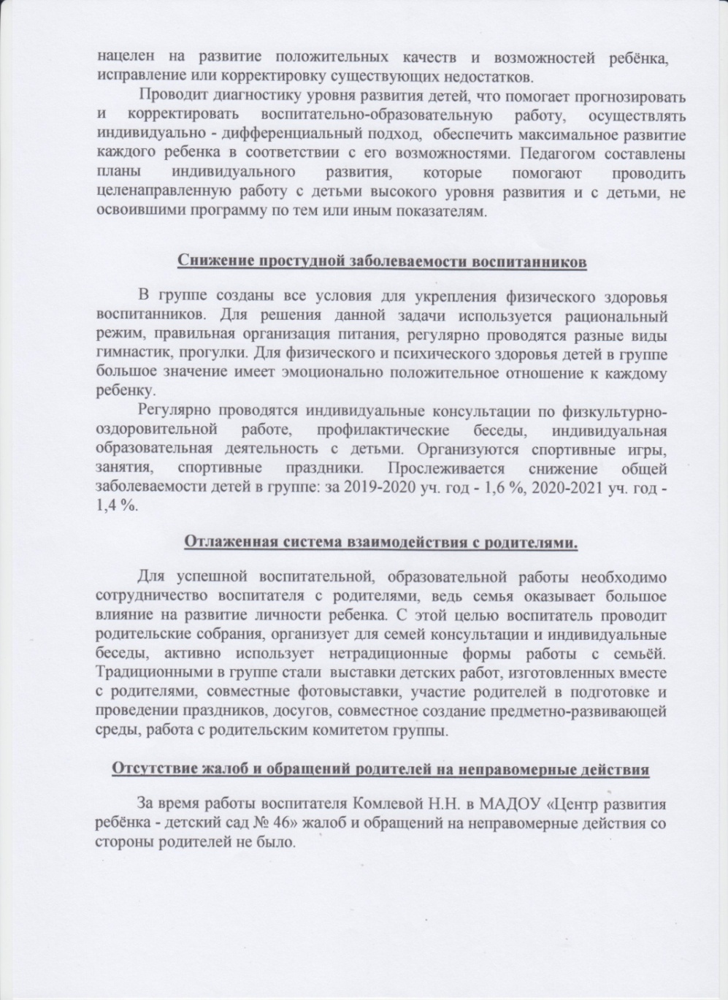 нацелен на развитие положительных качеств и возможностей ребёнка,
исправление или корректировку существующих недостатков.
Проводит диагностику уровня развития детей, что помогает прогнозировать
и корректировать воспитательно-образовательную работу, осуществлять
индивидуально - дифференциальный подход, обеспечить максимальное развитие
каждого ребенка в соответствии с его возможностями. Педагогом составлены
планы индивидуального развития, которые помогают проводить
целенаправленную работу с детьми высокого уровня развития и с детьми, не
освоившими программу по тем или иным показателям.
Снижение простудной заболеваемости воспитанников
В группе созданы все условия для укрепления физического здоровья
воспитанников. Для решения данной задачи используется рациональный
режим, правильная организация питания, регулярно проводятся разные виды
гимнастик, прогулки. Для физического и психического здоровья детей в группе
большое значение имеет эмоционально положительное отношение к каждому
ребенку.
Регулярно проводятся индивидуальные консультации по физкультурно-
оздоровительной работе, профилактические беседы, индивидуальная
образовательная деятельность с детьми. Организуются спортивные игры,
занятия, спортивные праздники. Прослеживается снижение общей
заболеваемости детей в группе: за 2019-2020 уч. год - 1,6 %, 2020-2021 уч. год -
1,4 %.
Отлаженная система взаимодействия с родителями.
Для успешной воспитательной, образовательной работы необходимо
сотрудничество воспитателя с родителями, ведь семья оказывает большое
влияние на развитие личности ребенка. С этой целью воспитатель проводит
родительские собрания, организует для семей консультации и индивидуальные
беседы, активно использует нетрадиционные формы работы с семьёй.
Традиционными в группе стали выставки детских работ, изготовленных вместе
с родителями, совместные фотовыставки, участие родителей в подготовке и
проведении праздников, досугов, совместное создание предметно-развивающей
среды, работа с родительским комитетом группы.
Отсутствие жалоб и обращений родителей на неправомерные действия
За время работы воспитателя Комлевой Н.Н. в МАДОУ «Центр развития
ребёнка - детский сад № 46» жалоб и обращений на неправомерные действия со
стороны родителей не было.